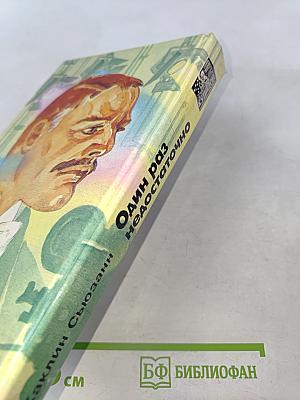 Один раз
недостаточно
Жаклин Сьюзанн
см
БФ БИБЛИОФАН